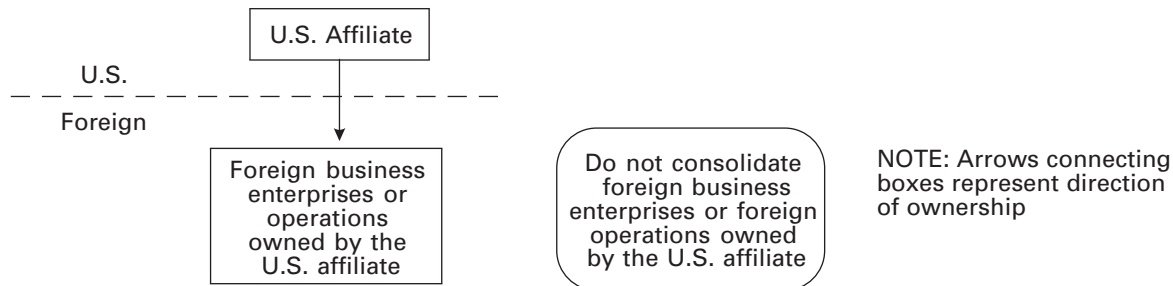 U.S. Affiliate
U.S.
Foreign
Foreign business
enterprises or
operations
owned by the
U.S. affiliate
Do not consolidate
foreign business
enterprises or foreign
operations owned
by the U.S. affiliate
NOTE: Arrows connecting
boxes represent direction
of ownership